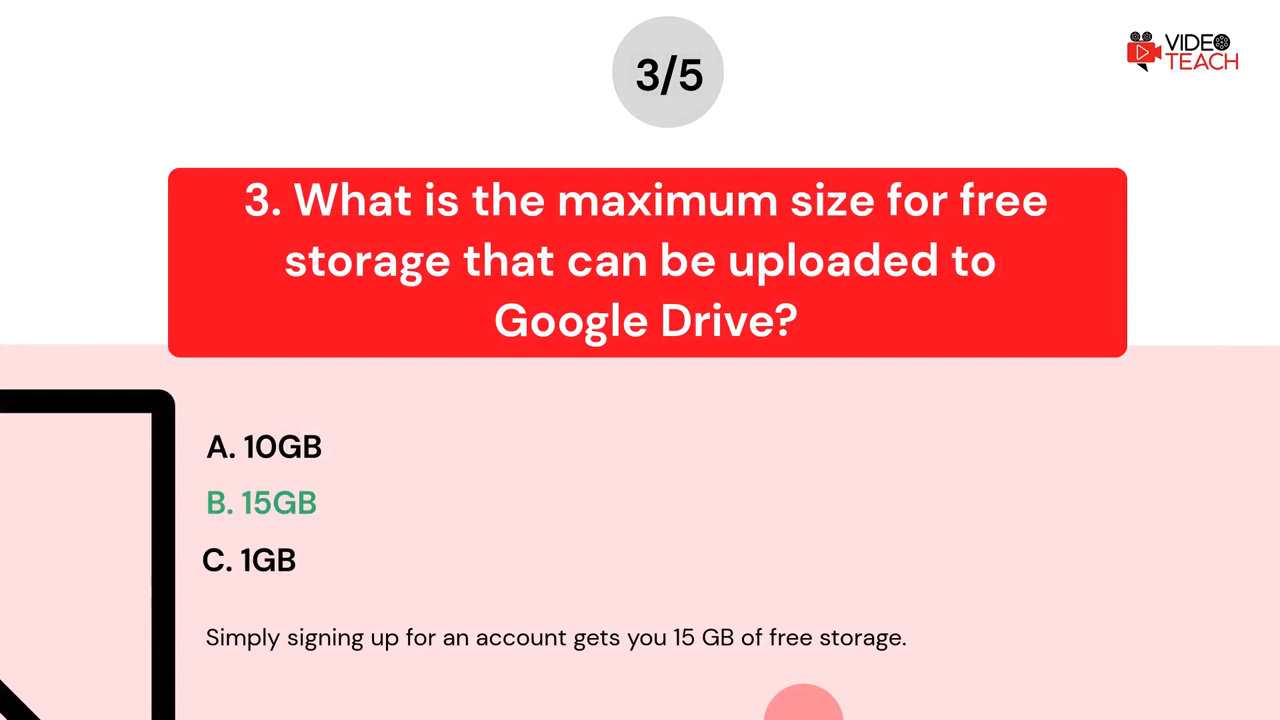 3/5
VIDEO
TEACH
3. What is the maximum size for free
storage that can be uploaded to
Google Drive?
A. 10GB
B. 15GB
C. 1GB
Simply signing up for an account gets you 15 GB of free storage.